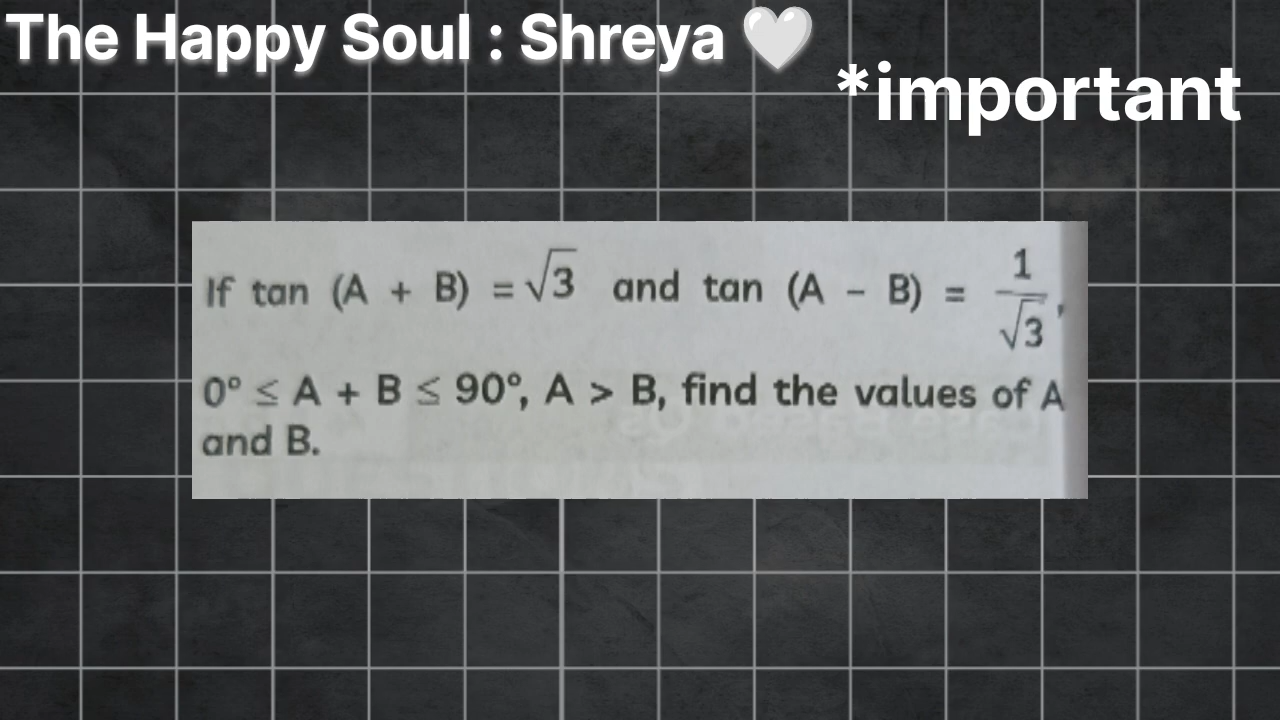 The Happy Soul : Shreya 🤍
*important
If tan (A + B) = √3 and tan (A − B) = 1/√3,
0° ≤ A + B ≤ 90°, A > B, find the values of A
and B.